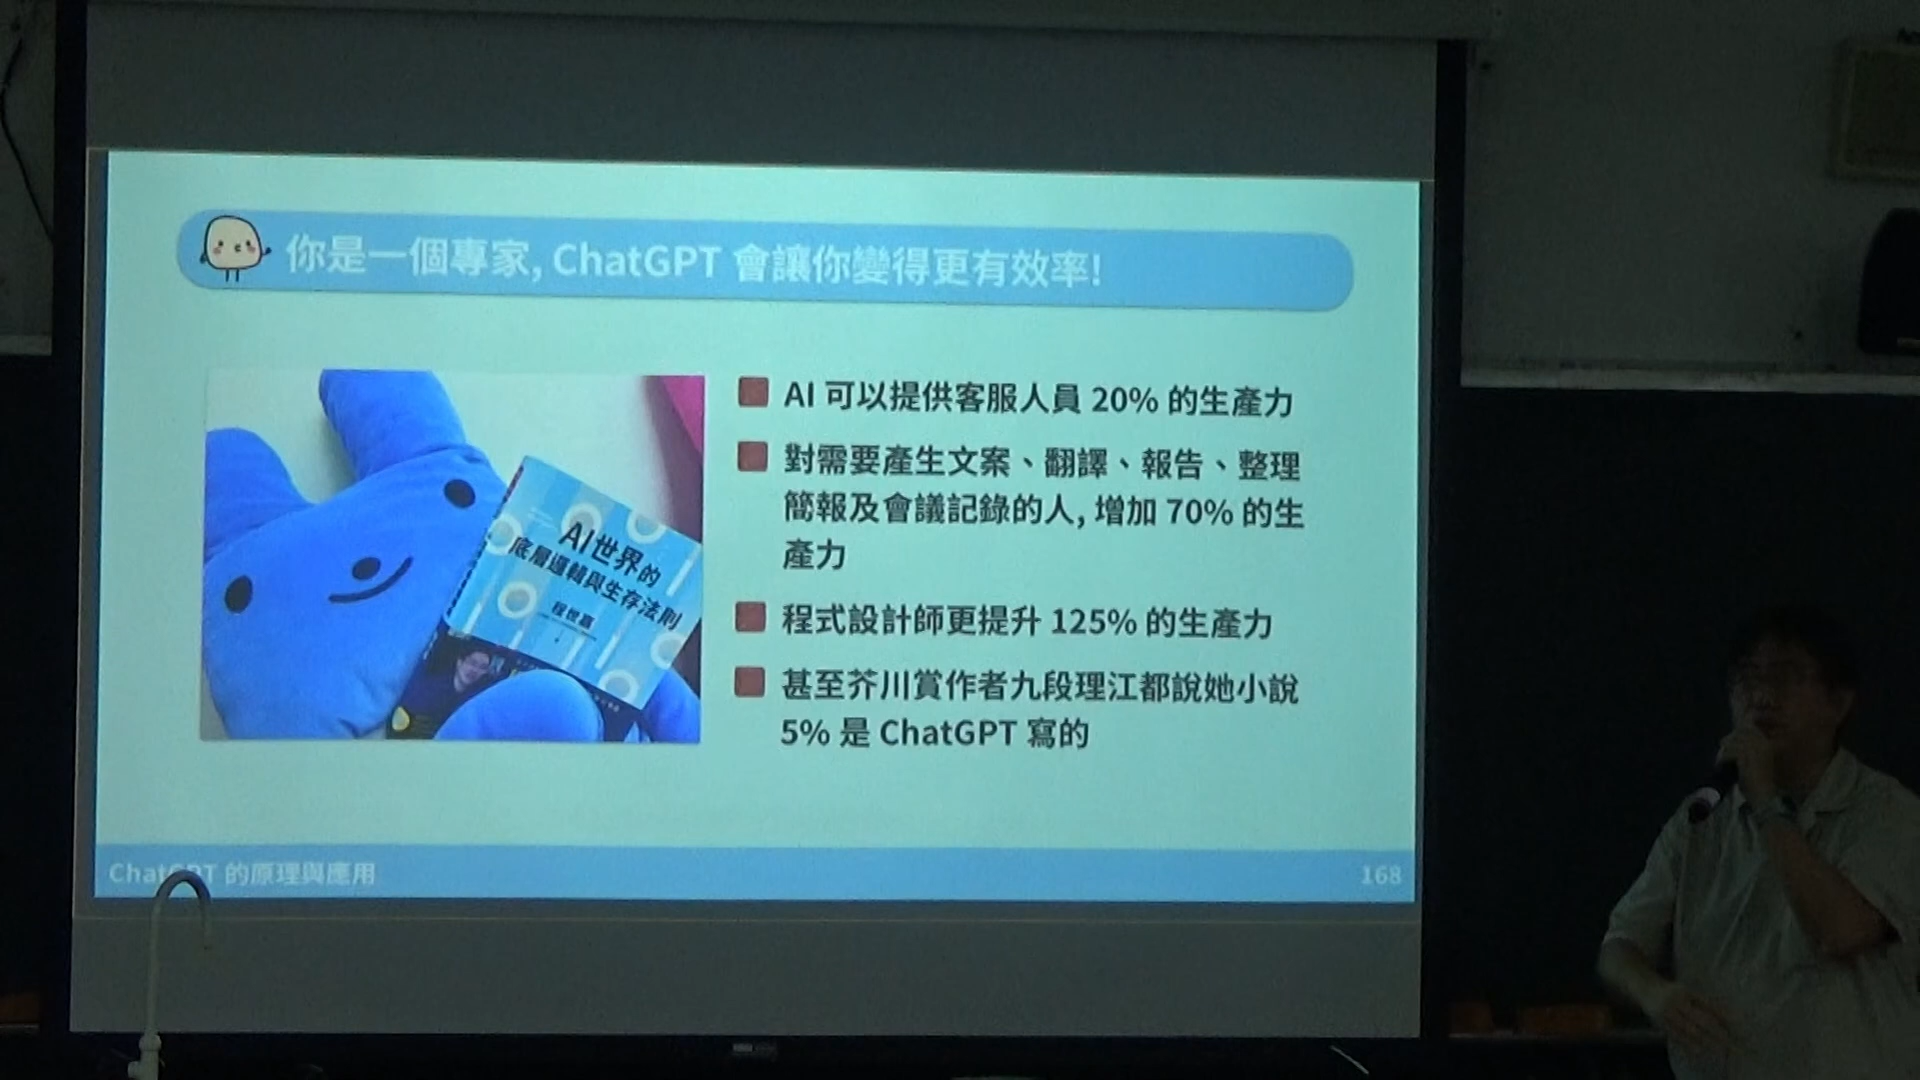 你是一個專家, ChatGPT 會讓你變得更有效率!
AI世界的
底層邏輯與生存法則
程世嘉
AI 可以提供客服人員 20% 的生產力
對需要產生文案、翻譯、報告、整理
簡報及會議記錄的人, 增加 70% 的生
產力
程式設計師更提升 125% 的生產力
甚至芥川賞作者九段理江都說她小說
5% 是 ChatGPT 寫的
ChatGPT 的原理與應用
168